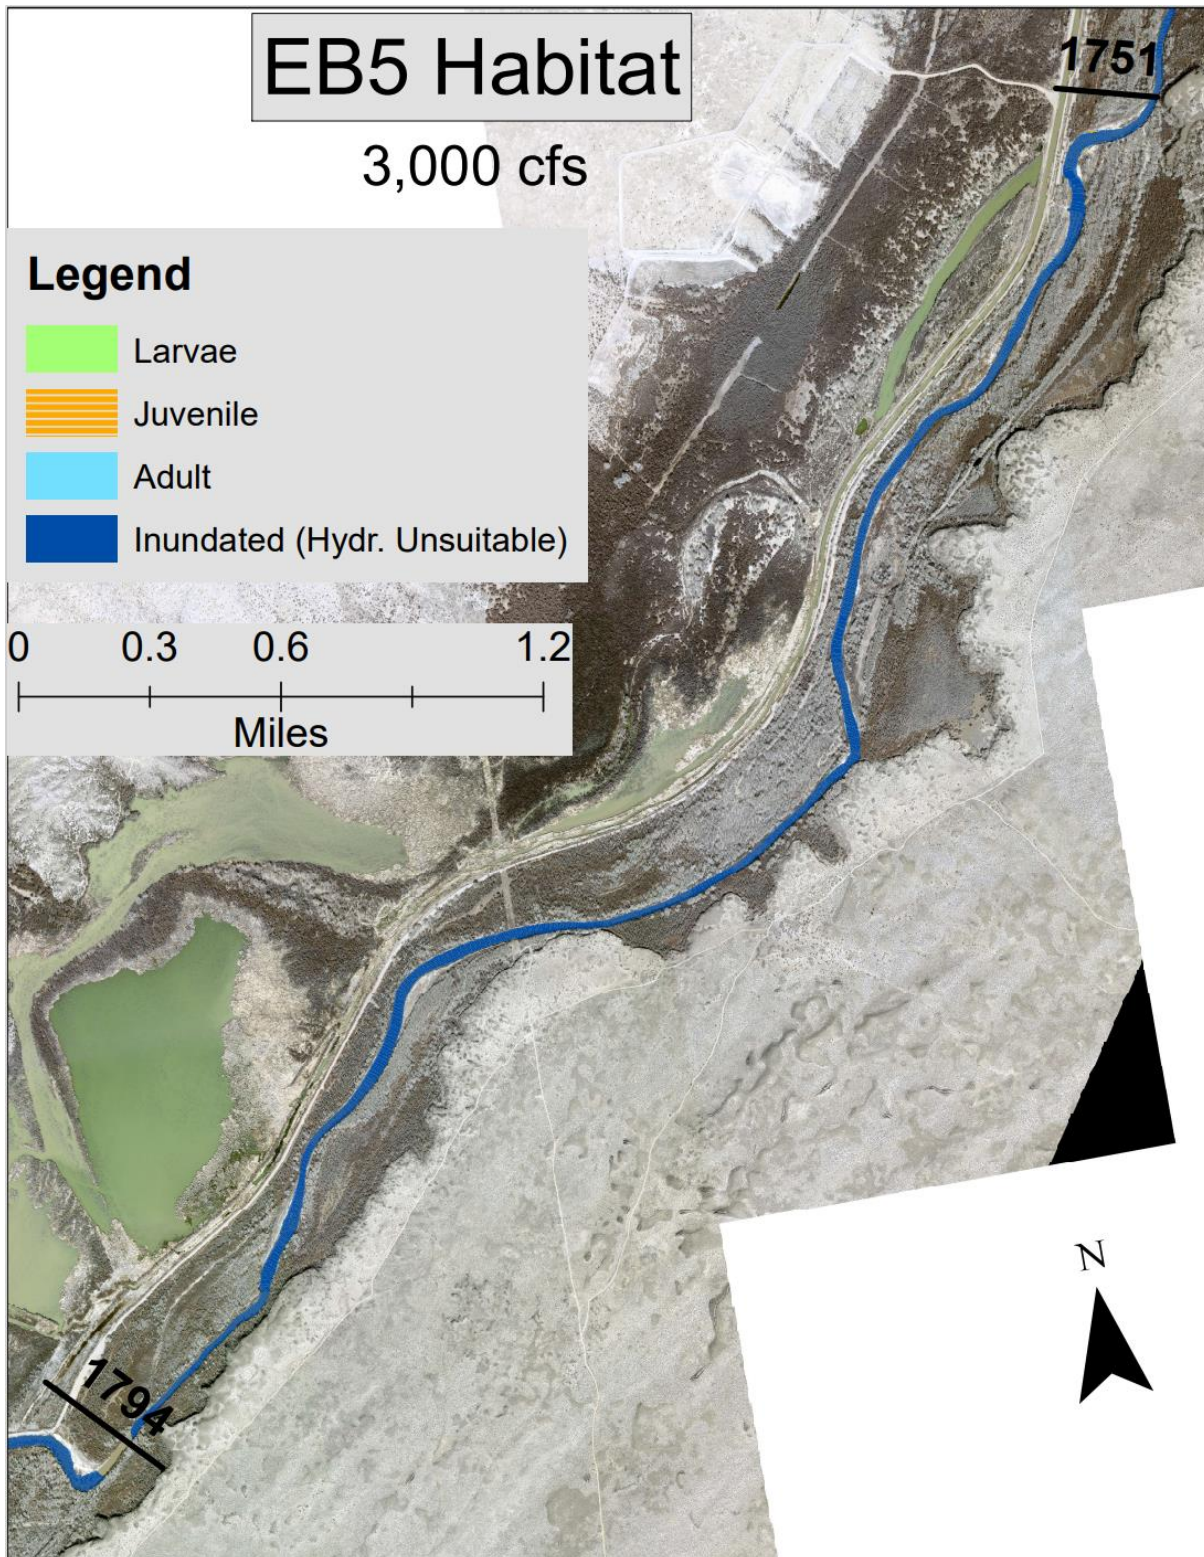 EB5 Habitat
3,000 cfs
1751
Legend
Larvae
Juvenile
Adult
Inundated (Hydr. Unsuitable)
0 0.3 0.6 1.2
Miles
N
1794